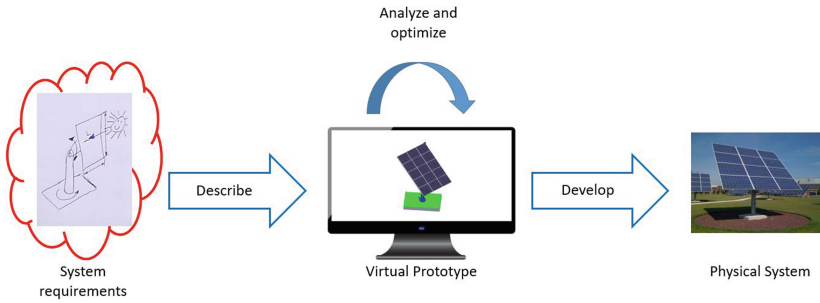 Analyze and
optimize
Describe
Develop
System
requirements
Virtual Prototype
Physical System